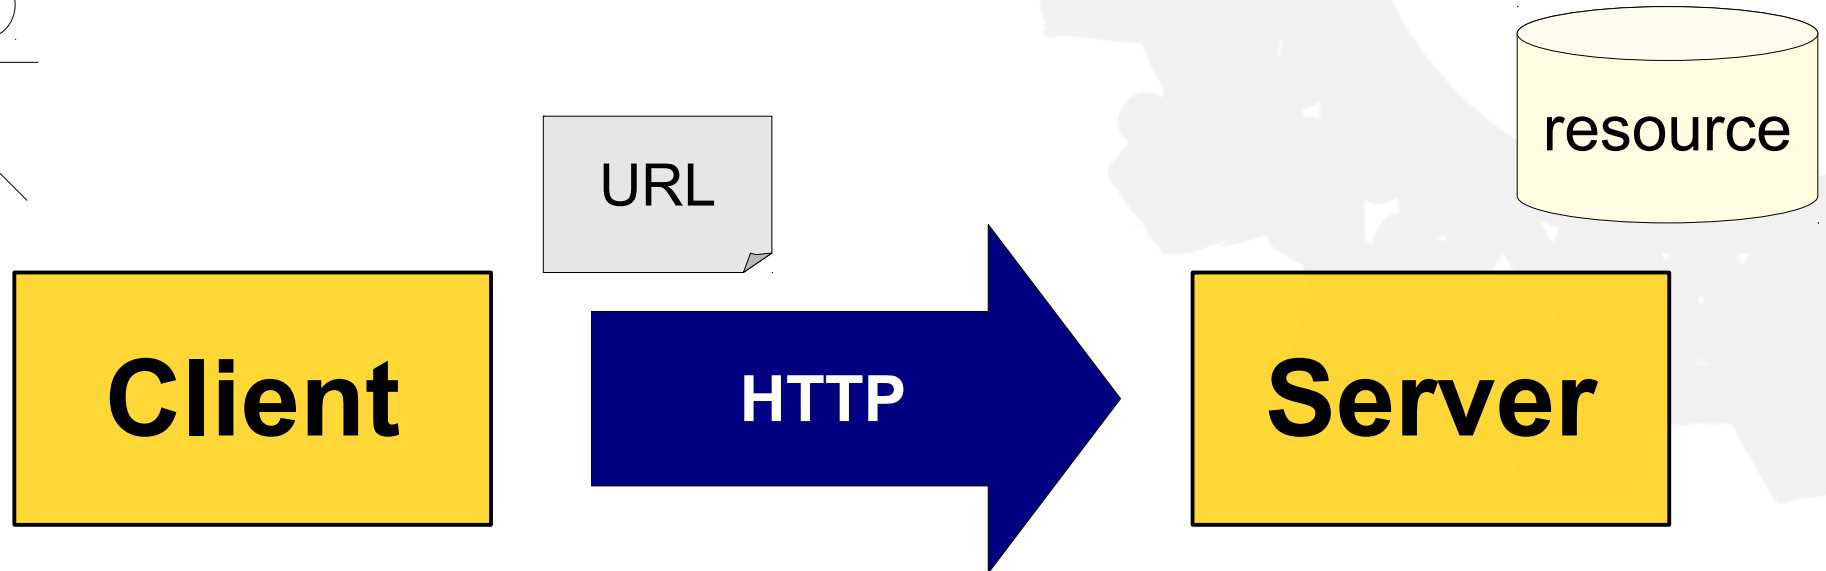 resource
URL
Client
HTTP
Server